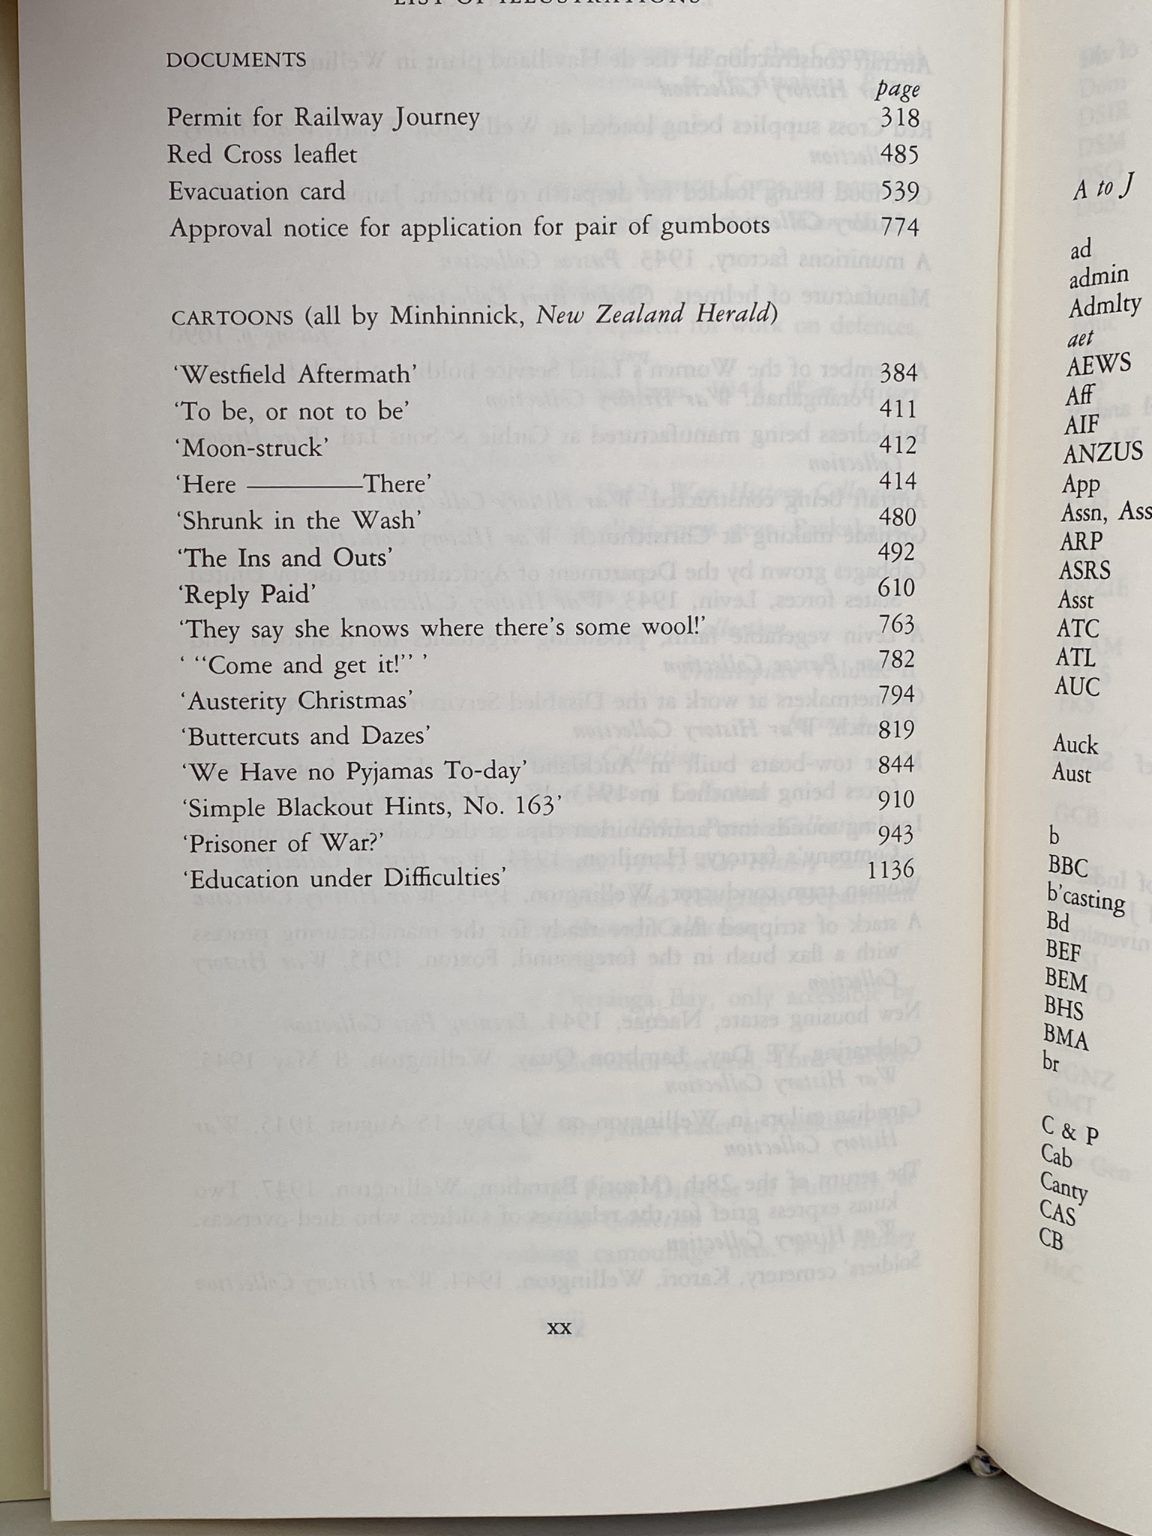 LIST OF ILLUSTRATIONS
DOCUMENTS
page
Permit for Railway Journey 318
Red Cross leaflet 485
Evacuation card 539
Approval notice for application for pair of gumboots 774
CARTOONS (all by Minhinnick, New Zealand Herald)
‘Westfield Aftermath’ 384
‘To be, or not to be’ 411
‘Moon-struck’ 412
‘Here ————There’ 414
‘Shrunk in the Wash’ 480
‘The Ins and Outs’ 492
‘Reply Paid’ 610
‘They say she knows where there’s some wool!’ 763
‘ “Come and get it!” ’ 782
‘Austerity Christmas’ 794
‘Buttercuts and Dazes’ 819
‘We Have no Pyjamas To-day’ 844
‘Simple Blackout Hints, No. 163’ 910
‘Prisoner of War?’ 943
‘Education under Difficulties’ 1136
xx
A to J
ad
admin
Admlty
aet
AEWS
Aff
AIF
ANZUS
App
Assn, Ass
ARP
ASRS
Asst
ATC
ATL
AUC
Auck
Aust
b
BBC
b’casting
Bd
BEF
BEM
BHS
BMA
br
C & P
Cab
Canty
CAS
CB